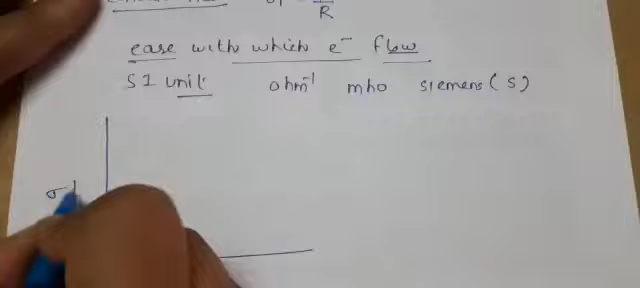 R
ease with which e⁻ flow
SI unit ohm⁻¹ mho siemens (S)
σ